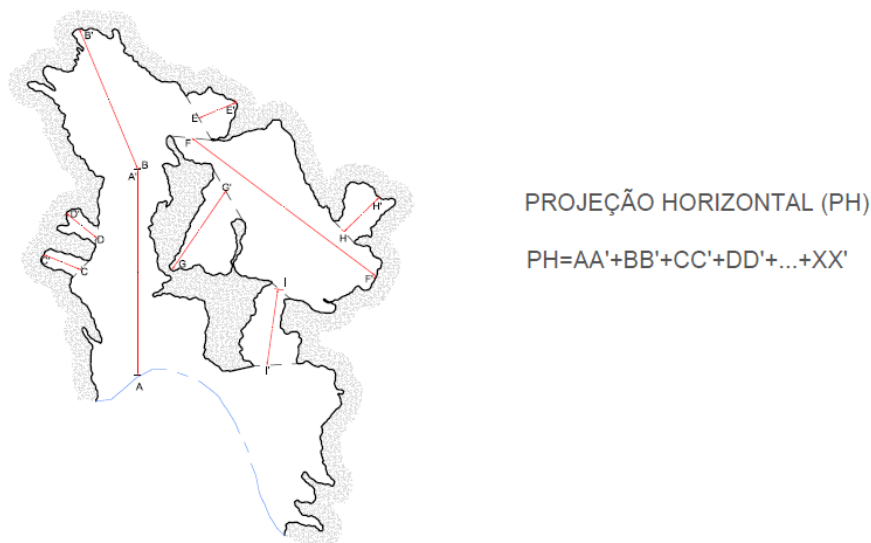 B'
E
E'
F
B
A'
C'
D'
H'
D
H
C
G
F'
I
I'
A
PROJEÇÃO HORIZONTAL (PH)
PH=AA'+BB'+CC'+DD'+...+XX'